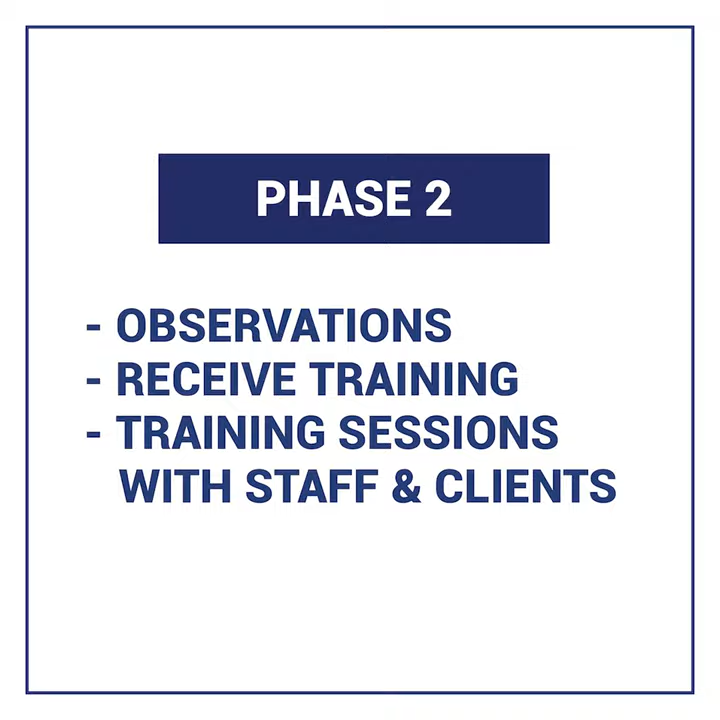 PHASE 2
- OBSERVATIONS
- RECEIVE TRAINING
- TRAINING SESSIONS
WITH STAFF & CLIENTS